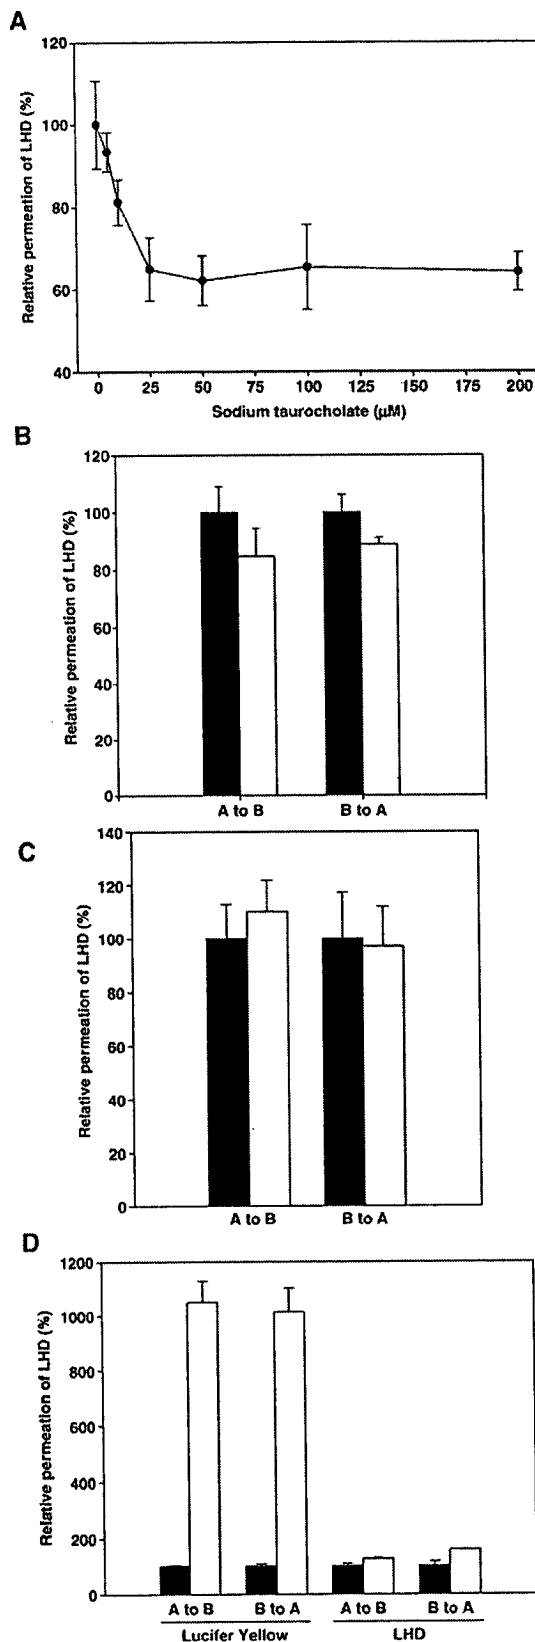 A
Relative permeation of LHD (%)
120
100
80
60
40
0 25 50 75 100 125 150 175 200
Sodium taurocholate (µM)
B
Relative permeation of LHD (%)
120
100
80
60
40
20
0
A to B B to A
C
Relative permeation of LHD (%)
140
120
100
80
60
40
20
0
A to B B to A
D
Relative permeation of LHD (%)
1200
1000
800
600
400
200
0
A to B B to A A to B B to A
Lucifer Yellow LHD